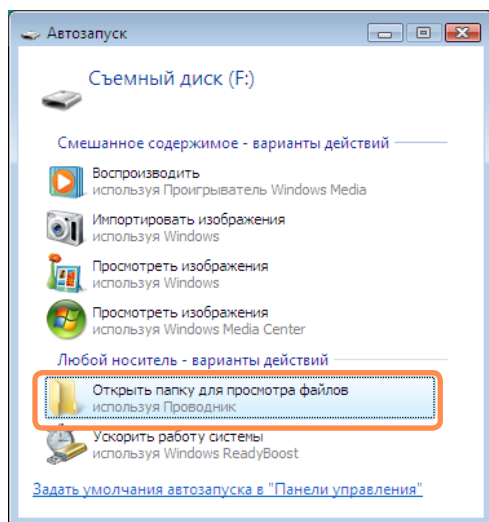 Автозапуск
Съемный диск (F:)
Смешанное содержимое - варианты действий
Воспроизводить
используя Проигрыватель Windows Media
Импортировать изображения
используя Windows
Просмотреть изображения
используя Windows
Просмотреть изображения
используя Windows Media Center
Любой носитель - варианты действий
Открыть папку для просмотра файлов
используя Проводник
Ускорить работу системы
используя Windows ReadyBoost
Задать умолчания автозапуска в "Панели управления"